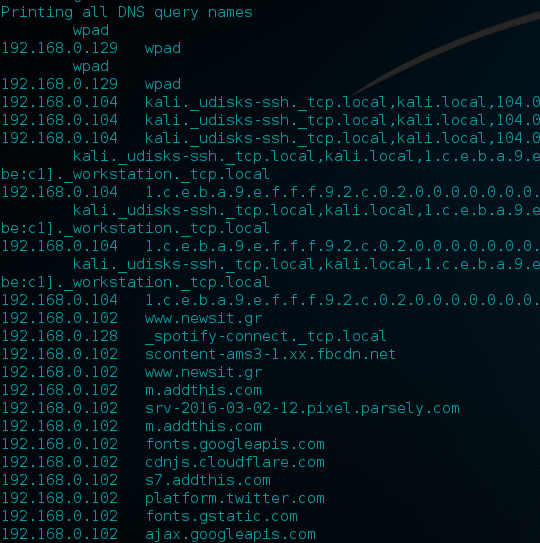 Printing all DNS query names
wpad
192.168.0.129 wpad
wpad
192.168.0.129 wpad
192.168.0.104 kali._udisks-ssh._tcp.local,kali.local,104.0
192.168.0.104 kali._udisks-ssh._tcp.local,kali.local,104.0
192.168.0.104 kali._udisks-ssh._tcp.local,kali.local,104.0
kali._udisks-ssh._tcp.local,kali.local,1.c.e.b.a.9.e
be:c1]._workstation._tcp.local
192.168.0.104 1.c.e.b.a.9.e.f.f.f.9.2.c.0.2.0.0.0.0.0.0.0.
kali._udisks-ssh._tcp.local,kali.local,1.c.e.b.a.9.e
be:c1]._workstation._tcp.local
192.168.0.104 1.c.e.b.a.9.e.f.f.f.9.2.c.0.2.0.0.0.0.0.0.0.
kali._udisks-ssh._tcp.local,kali.local,1.c.e.b.a.9.e
be:c1]._workstation._tcp.local
192.168.0.104 1.c.e.b.a.9.e.f.f.f.9.2.c.0.2.0.0.0.0.0.0.0.
192.168.0.102 www.newsit.gr
192.168.0.128 _spotify-connect._tcp.local
192.168.0.102 scontent-ams3-1.xx.fbcdn.net
192.168.0.102 www.newsit.gr
192.168.0.102 m.addthis.com
192.168.0.102 srv-2016-03-02-12.pixel.parsely.com
192.168.0.102 m.addthis.com
192.168.0.102 fonts.googleapis.com
192.168.0.102 cdnjs.cloudflare.com
192.168.0.102 s7.addthis.com
192.168.0.102 platform.twitter.com
192.168.0.102 fonts.gstatic.com
192.168.0.102 ajax.googleapis.com